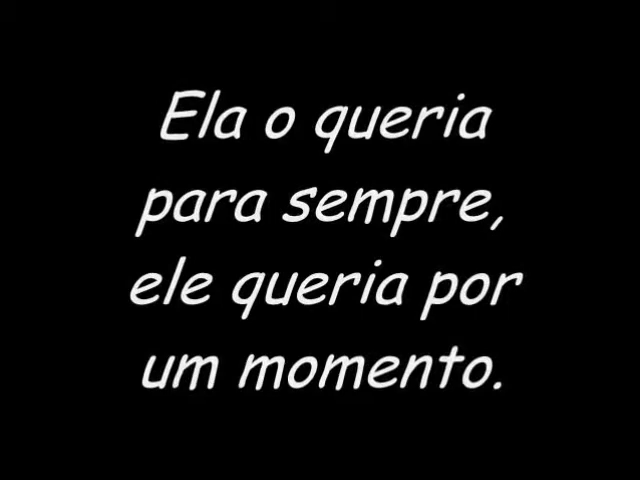 Ela o queria
para sempre,
ele queria por
um momento.